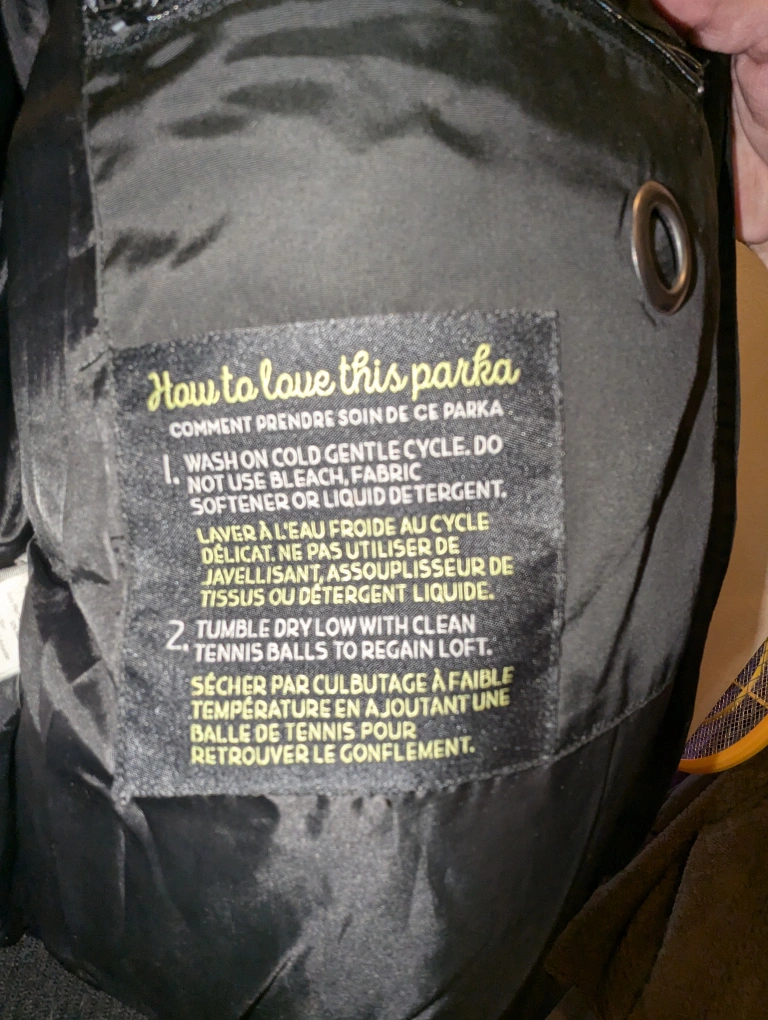 How to love this parka
COMMENT PRENDRE SOIN DE CE PARKA
1. WASH ON COLD GENTLE CYCLE. DO
NOT USE BLEACH, FABRIC
SOFTENER OR LIQUID DETERGENT.
LAVER À L'EAU FROIDE AU CYCLE
DÉLICAT. NE PAS UTILISER DE
JAVELLISANT, ASSOUPLISSEUR DE
TISSUS OU DÉTERGENT LIQUIDE.
2. TUMBLE DRY LOW WITH CLEAN
TENNIS BALLS TO REGAIN LOFT.
SÉCHER PAR CULBUTAGE À FAIBLE
TEMPÉRATURE EN AJOUTANT UNE
BALLE DE TENNIS POUR
RETROUVER LE GONFLEMENT.